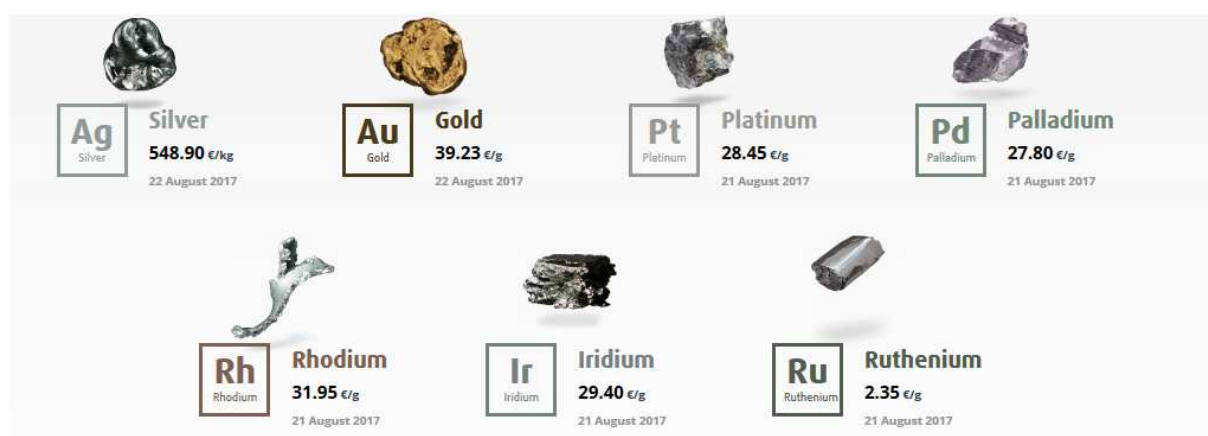 Ag
Silver
Silver
548.90 €/kg
22 August 2017
Au
Gold
Gold
39.23 €/g
22 August 2017
Pt
Platinum
Platinum
28.45 €/g
21 August 2017
Pd
Palladium
Palladium
27.80 €/g
21 August 2017
Rh
Rhodium
Rhodium
31.95 €/g
21 August 2017
Ir
Iridium
Iridium
29.40 €/g
21 August 2017
Ru
Ruthenium
Ruthenium
2.35 €/g
21 August 2017